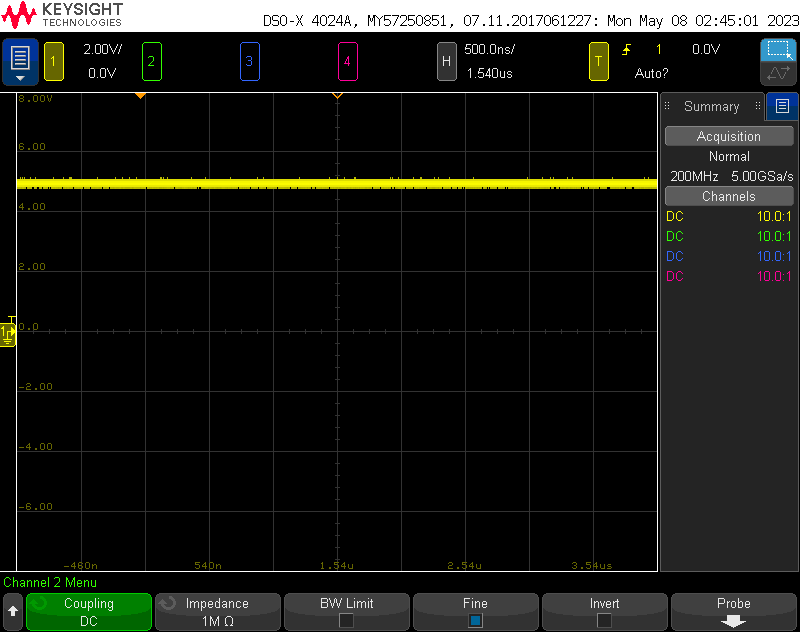 KEYSIGHT
TECHNOLOGIES
DSO-X 4024A, MY57250851, 07.11.2017061227: Mon May 08 02:45:01 2023
1 2.00V/ 2 3 4 H 500.0ns/ T 1 0.0V
0.0V 1.540us Auto?
8.00V
6.00
4.00
2.00
T
1
0.0
-2.00
-4.00
-6.00
-460n 540n 1.54u 2.54u 3.54us
Summary
Acquisition
Normal
200MHz 5.00GSa/s
Channels
DC 10.0:1
DC 10.0:1
DC 10.0:1
DC 10.0:1
Channel 2 Menu
Coupling Impedance BW Limit Fine Invert Probe
DC 1M Ω